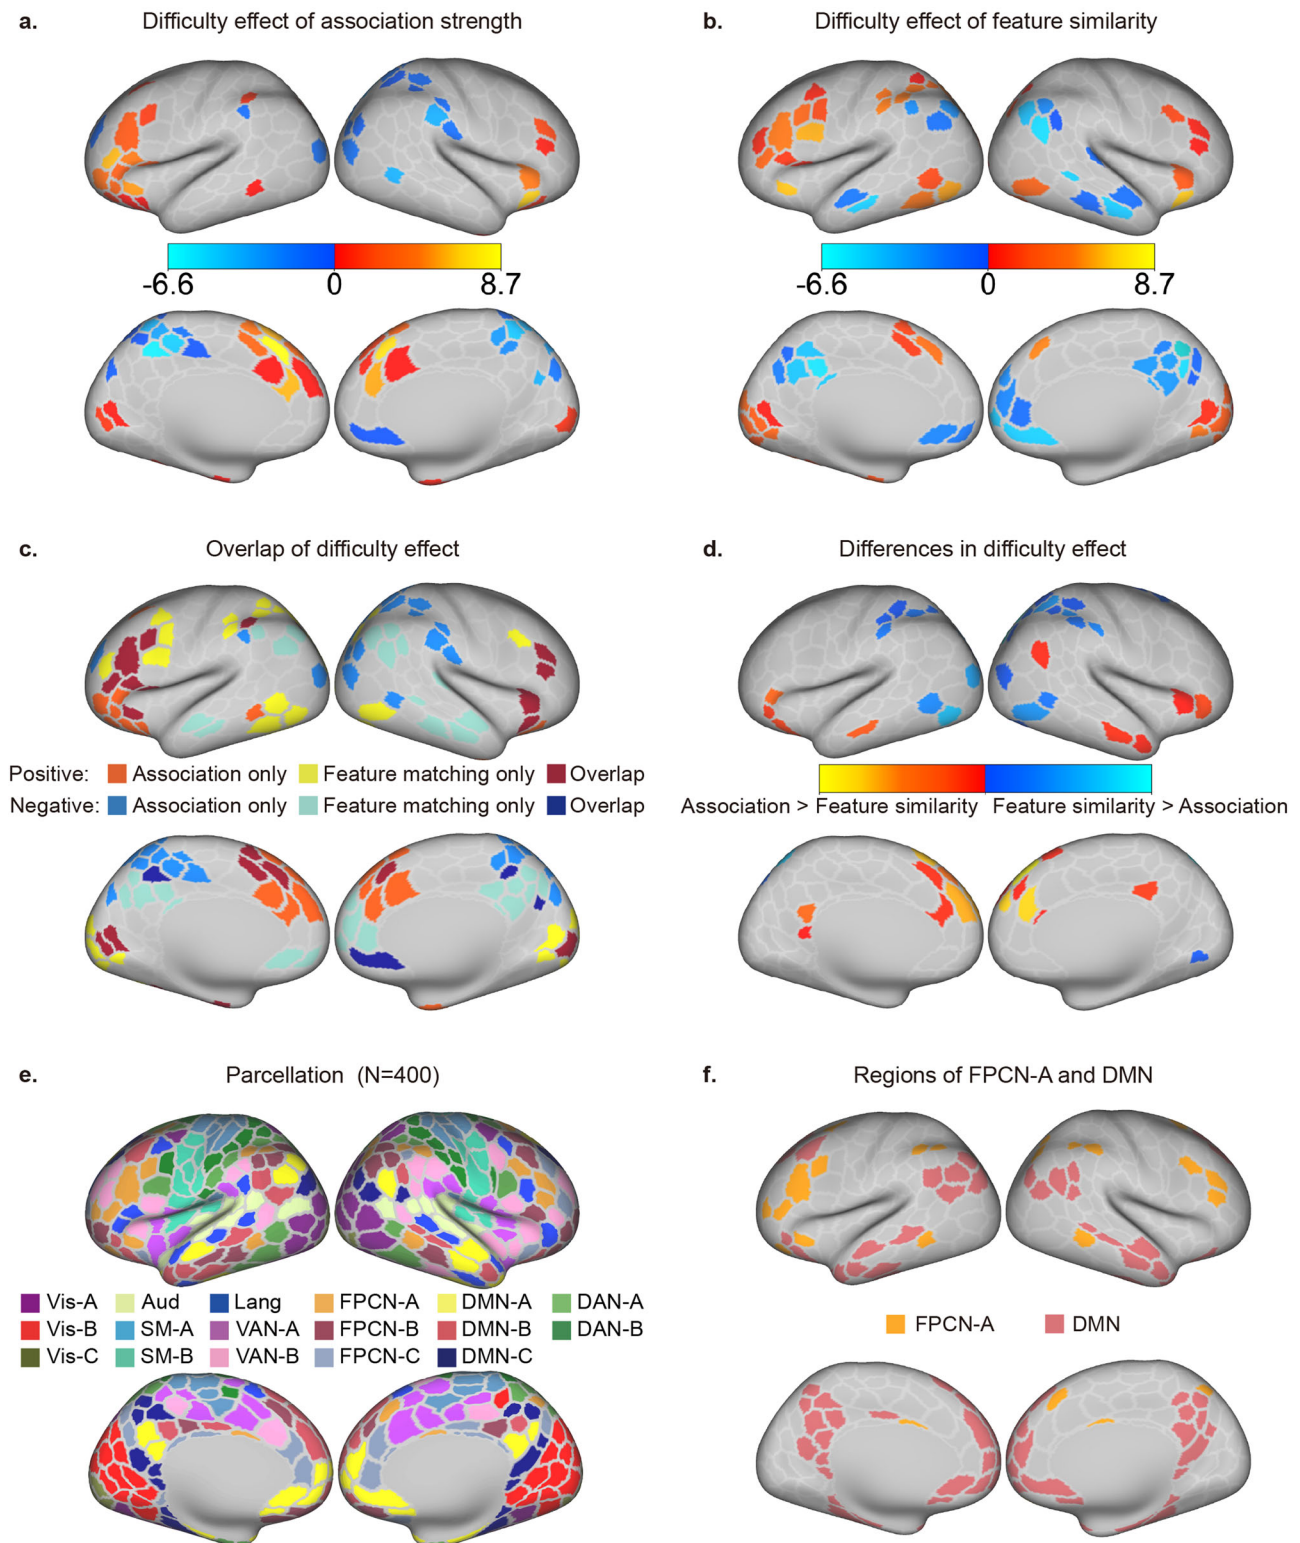 a. Difficulty effect of association strength
b. Difficulty effect of feature similarity
-6.6 0 8.7
-6.6 0 8.7
c. Overlap of difficulty effect
d. Differences in difficulty effect
Positive: Association only Feature matching only Overlap
Negative: Association only Feature matching only Overlap
Association > Feature similarity Feature similarity > Association
e. Parcellation (N=400)
f. Regions of FPCN-A and DMN
Vis-A Aud Lang FPCN-A DMN-A DAN-A
Vis-B SM-A VAN-A FPCN-B DMN-B DAN-B
Vis-C SM-B VAN-B FPCN-C DMN-C
FPCN-A DMN